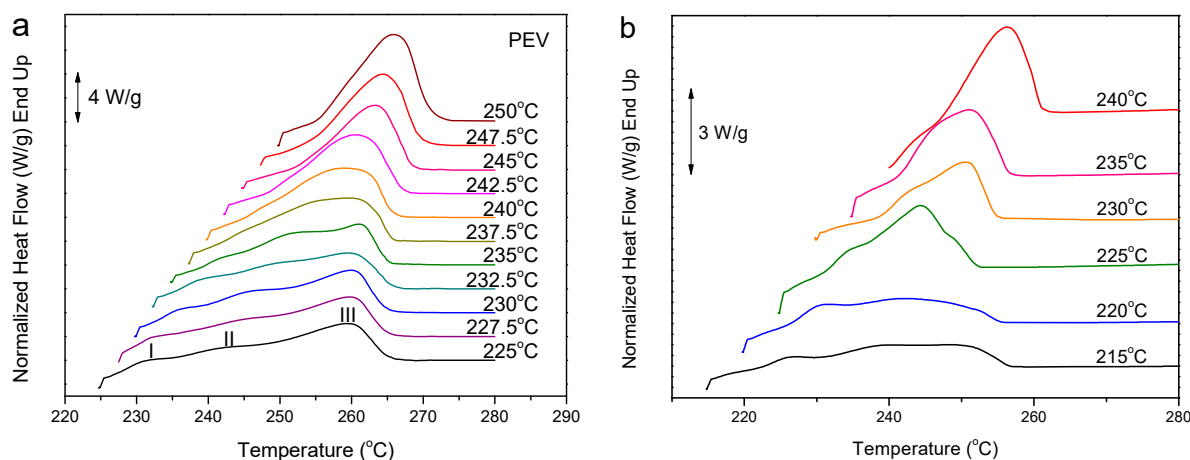 a
PEV
4 W/g
250°C
247.5°C
245°C
242.5°C
240°C
237.5°C
235°C
232.5°C
230°C
227.5°C
225°C
I
II
III
Normalized Heat Flow (W/g) End Up
220 230 240 250 260 270 280 290
Temperature (°C)
b
3 W/g
240°C
235°C
230°C
225°C
220°C
215°C
Normalized Heat Flow (W/g) End Up
220 240 260 280
Temperature (°C)